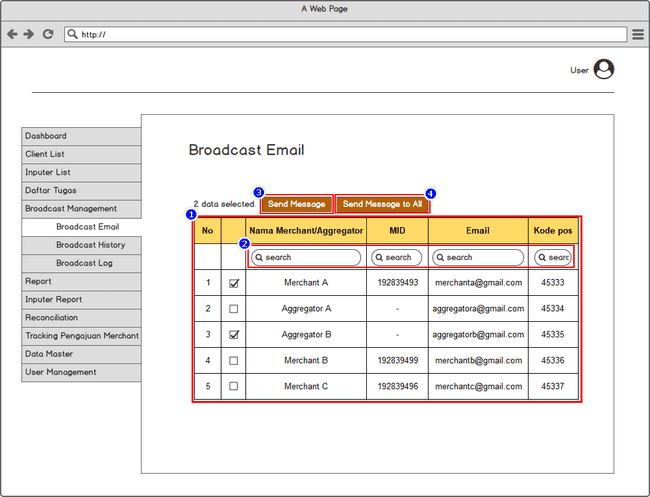 A Web Page
http://
User
Dashboard
Client List
Inputer List
Daftar Tugas
Broadcast Management
Broadcast Email
Broadcast History
Broadcast Log
Report
Inputer Report
Reconciliation
Tracking Pengajuan Merchant
Data Master
User Management
Broadcast Email
2 data selected. 3 Send Message 4 Send Message to All
1
No Nama Merchant/Aggregator MID Email Kode pos
2 search search search searc
1 Merchant A 192839493 merchanta@gmail.com 45333
2 Aggregator A - aggregatora@gmail.com 45334
3 Aggregator B - aggregatorb@gmail.com 45335
4 Merchant B 192839499 merchantb@gmail.com 45336
5 Merchant C 192839496 merchantc@gmail.com 45337